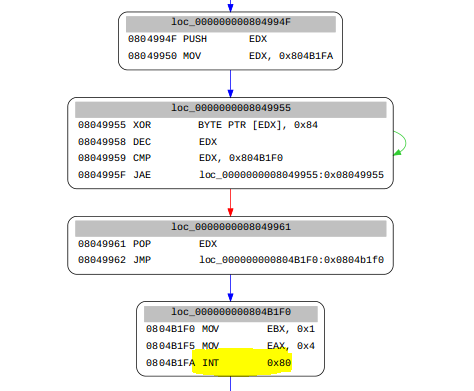 loc_000000000804994F
0804994F PUSH EDX
08049950 MOV EDX, 0x804B1FA
loc_0000000008049955
08049955 XOR BYTE PTR [EDX], 0x84
08049958 DEC EDX
08049959 CMP EDX, 0x804B1F0
0804995F JAE loc_0000000008049955:0x08049955
loc_0000000008049961
08049961 POP EDX
08049962 JMP loc_000000000804B1F0:0x0804b1f0
loc_000000000804B1F0
0804B1F0 MOV EBX, 0x1
0804B1F5 MOV EAX, 0x4
0804B1FA INT 0x80